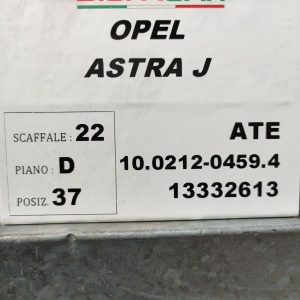 OPEL
ASTRA J
SCAFFALE : 22
PIANO : D
POSIZ. 37
ATE
10.0212-0459.4
13332613